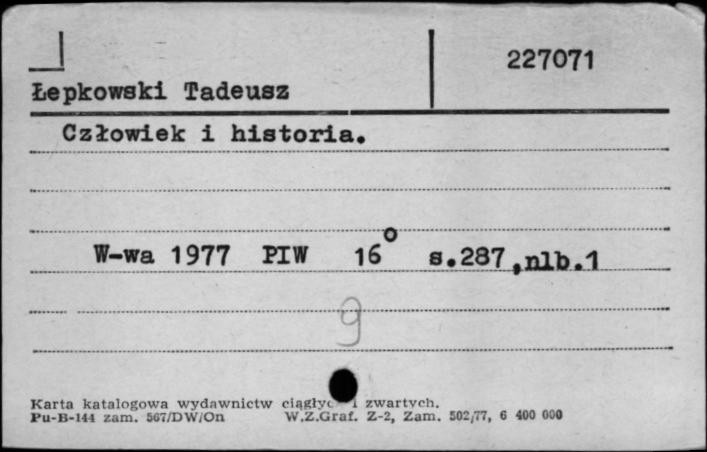 227071
Łepkowski Tadeusz
Człowiek i historia.
W-wa 1977 PIW 16° s.287,nlb.1
9
Karta katalogowa wydawnictw i zwartych.
Pu-B-144 zam. 567/DW/On W.Z.Graf. Z-2, Zam. 502/77, 6 400 000